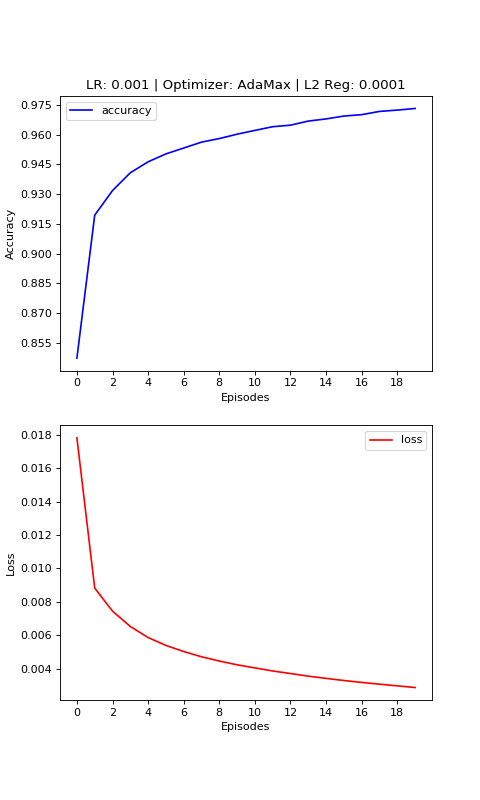 LR: 0.001 | Optimizer: AdaMax | L2 Reg: 0.0001
accuracy
0.975
0.960
0.945
0.930
0.915
0.900
0.885
0.870
0.855
Accuracy
0 2 4 6 8 10 12 14 16 18
Episodes
loss
0.018
0.016
0.014
0.012
0.010
0.008
0.006
0.004
Loss
0 2 4 6 8 10 12 14 16 18
Episodes